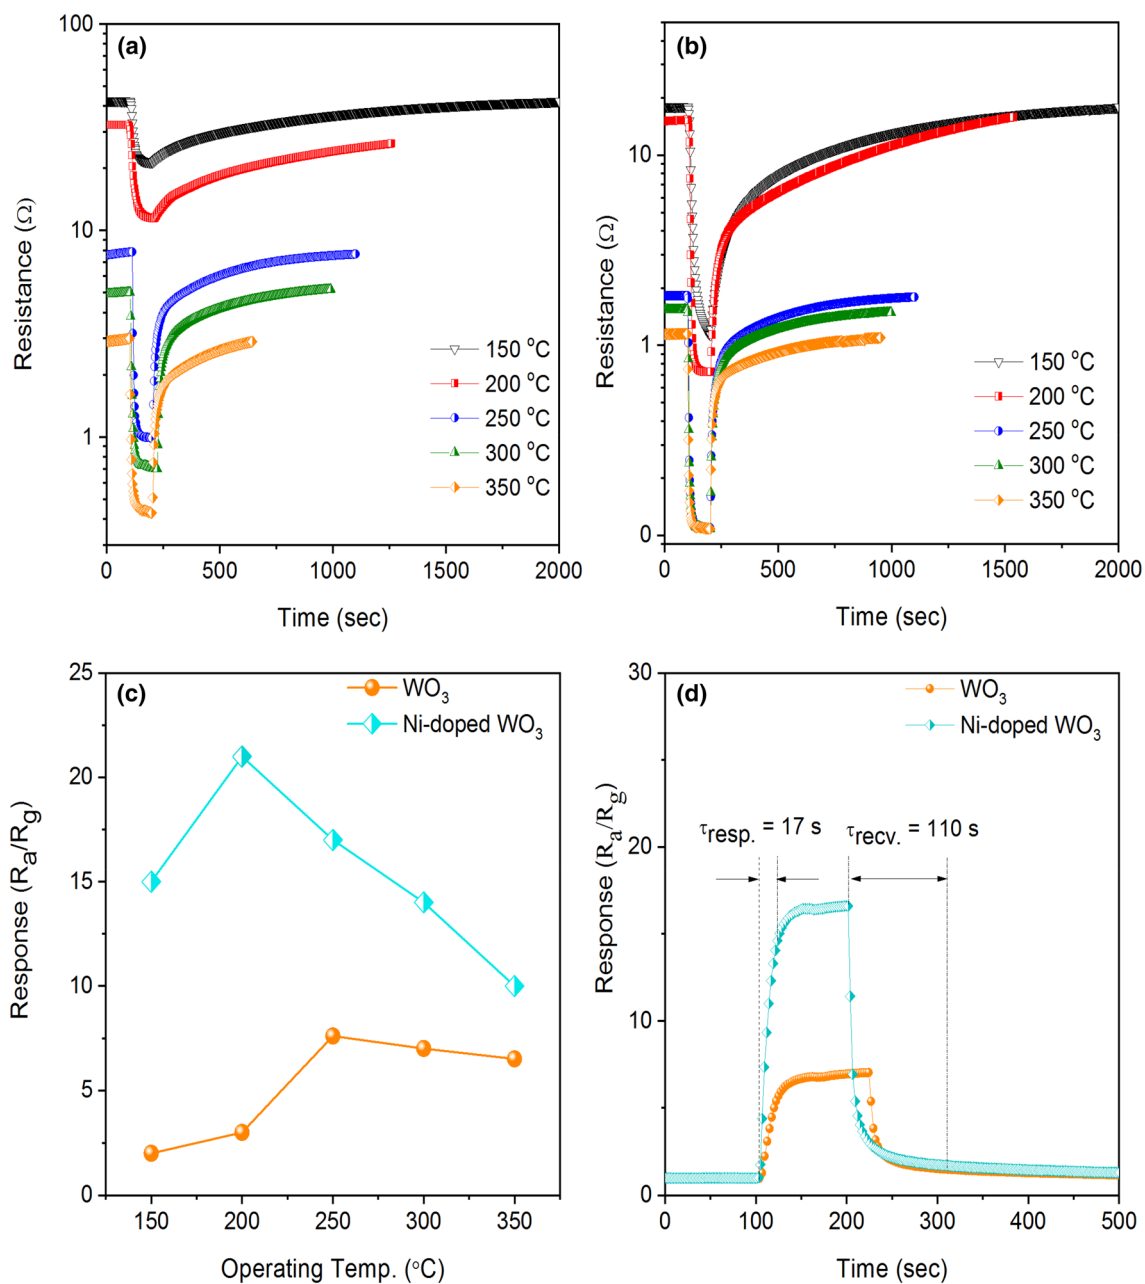 (a)
100
10
1
Resistance (Ω)
150 °C
200 °C
250 °C
300 °C
350 °C
0 500 1000 1500 2000
Time (sec)
(b)
10
1
0
Resistance (Ω)
150 °C
200 °C
250 °C
300 °C
350 °C
0 500 1000 1500 2000
Time (sec)
(c)
WO₃
Ni-doped WO₃
25
20
15
10
5
0
Response (Rₐ/R_g)
150 200 250 300 350
Operating Temp. (°C)
(d)
WO₃
Ni-doped WO₃
30
20
10
0
Response (Rₐ/R_g)
τresp. = 17 s
τrecv. = 110 s
0 100 200 300 400 500
Time (sec)